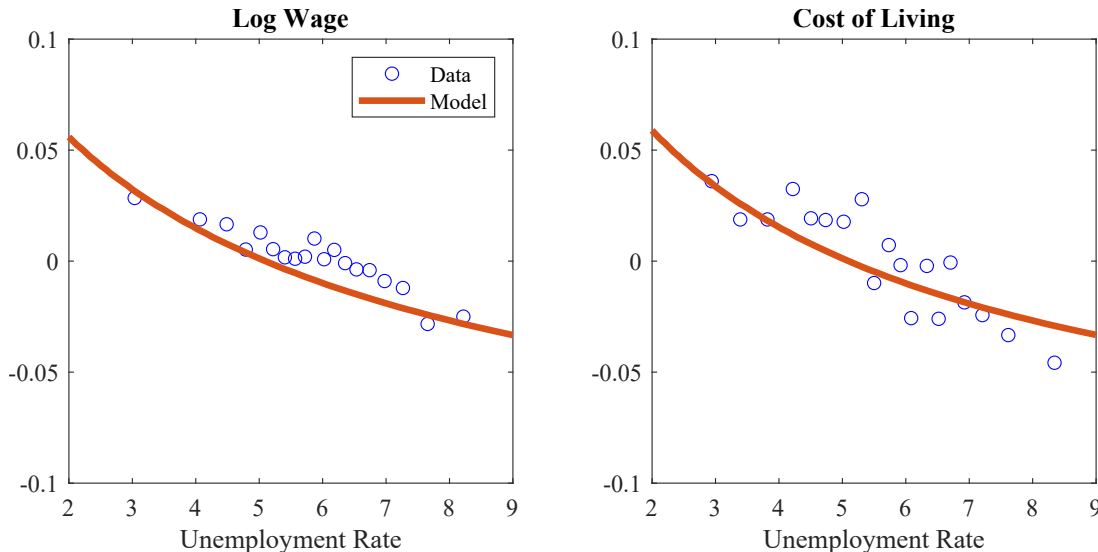 Log Wage
0.1
0.05
0
-0.05
-0.1
2 3 4 5 6 7 8 9
Unemployment Rate
Data
Model
Cost of Living
0.1
0.05
0
-0.05
-0.1
2 3 4 5 6 7 8 9
Unemployment Rate